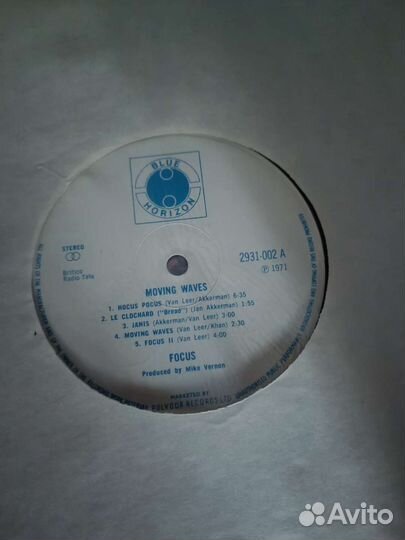 BLUE
HORIZON
STEREO
2931-002 A
Britico
Radio Tele
℗ 1971
MOVING WAVES
1. HOCUS POCUS (Van Leer/Akkerman) 6:35
2. LE CLOCHARD ("Bread") (Jan Akkerman) 1:55
3. JANIS (Akkerman/Van Leer) 3:00
4. MOVING WAVES (Van Leer/Khan) 2:30
5. FOCUS II (Van Leer) 4:00
FOCUS
Produced by Mike Vernon
MARKETED BY
POLYDOR RECORDS LTD.
Avito